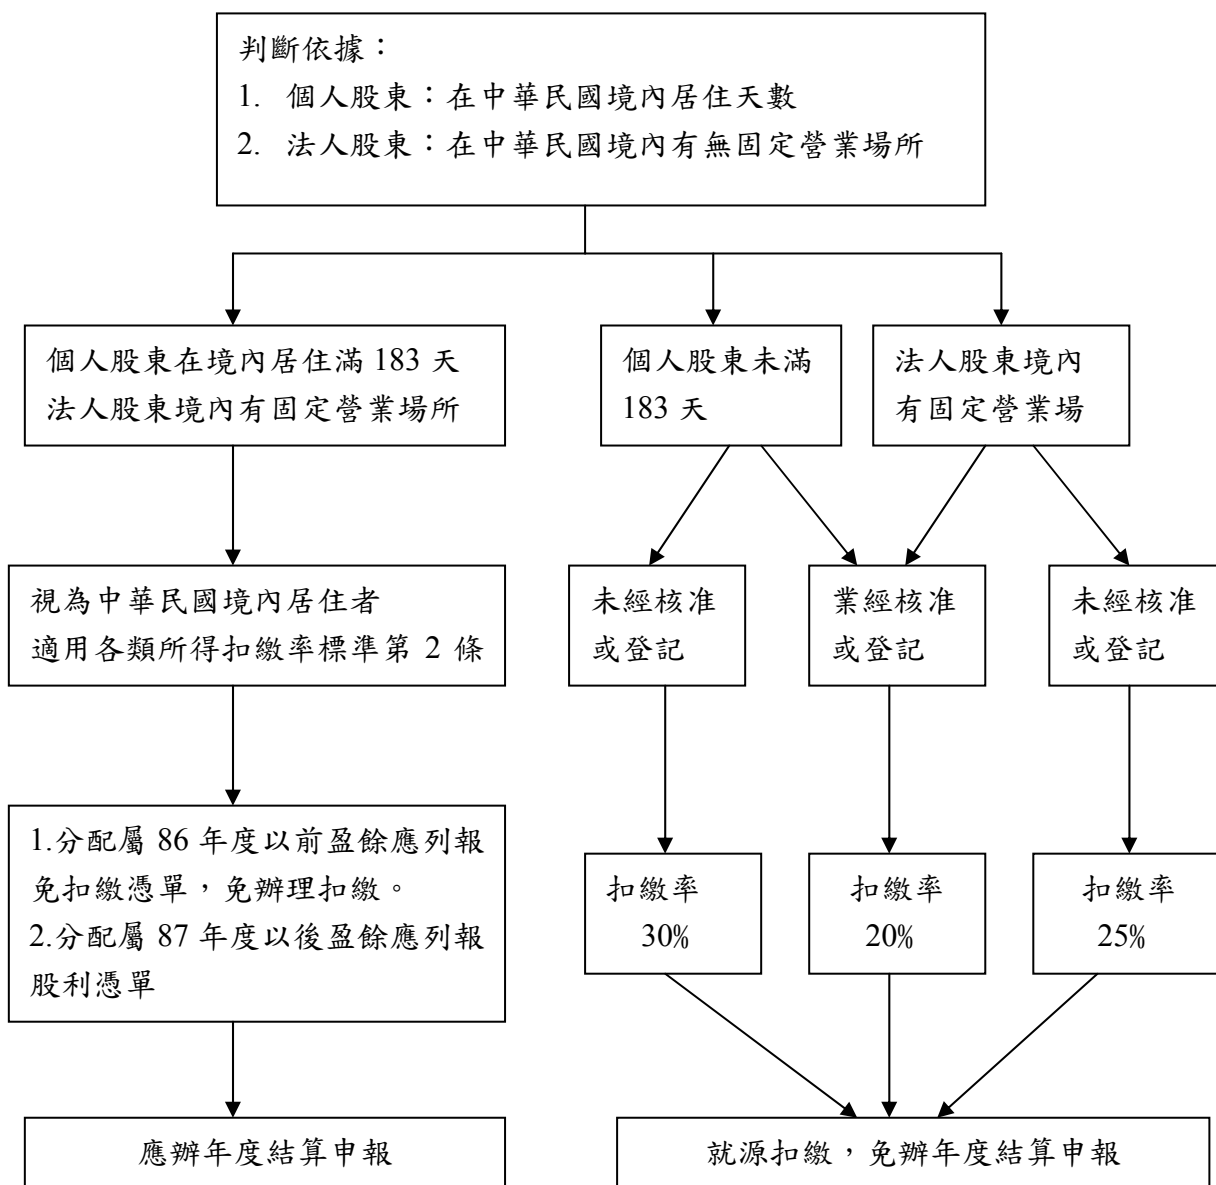 判斷依據：
1. 個人股東：在中華民國境內居住天數
2. 法人股東：在中華民國境內有無固定營業場所
個人股東在境內居住滿 183 天
法人股東境內有固定營業場所
個人股東未滿
183 天
法人股東境內
有固定營業場
視為中華民國境內居住者
適用各類所得扣繳率標準第 2 條
未經核准
或登記
業經核准
或登記
未經核准
或登記
1.分配屬 86 年度以前盈餘應列報
免扣繳憑單，免辦理扣繳。
2.分配屬 87 年度以後盈餘應列報
股利憑單
扣繳率
30%
扣繳率
20%
扣繳率
25%
應辦年度結算申報
就源扣繳，免辦年度結算申報